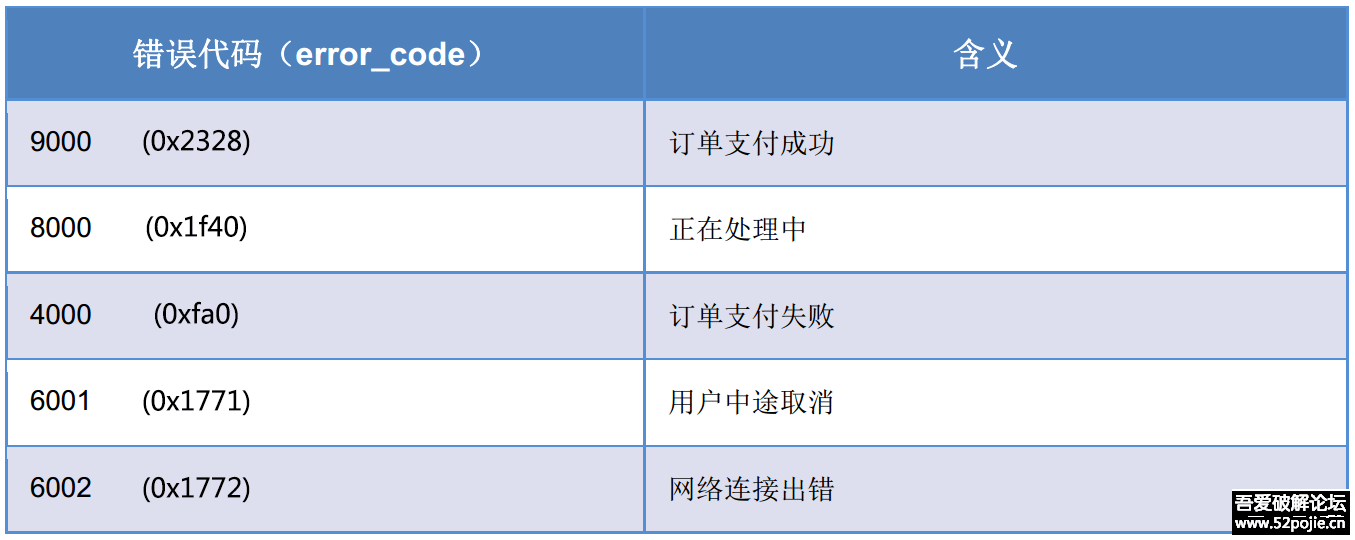 错误代码（error_code） 含义
9000 (0x2328) 订单支付成功
8000 (0x1f40) 正在处理中
4000 (0xfa0) 订单支付失败
6001 (0x1771) 用户中途取消
6002 (0x1772) 网络连接出错
吾爱破解论坛
www.52pojie.cn